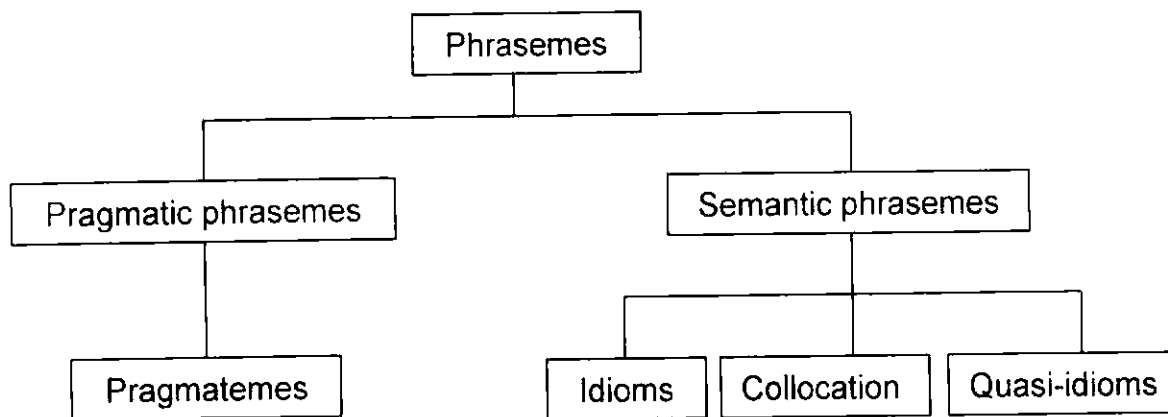 Phrasemes
Pragmatic phrasemes
Semantic phrasemes
Pragmatemes
Idioms
Collocation
Quasi-idioms